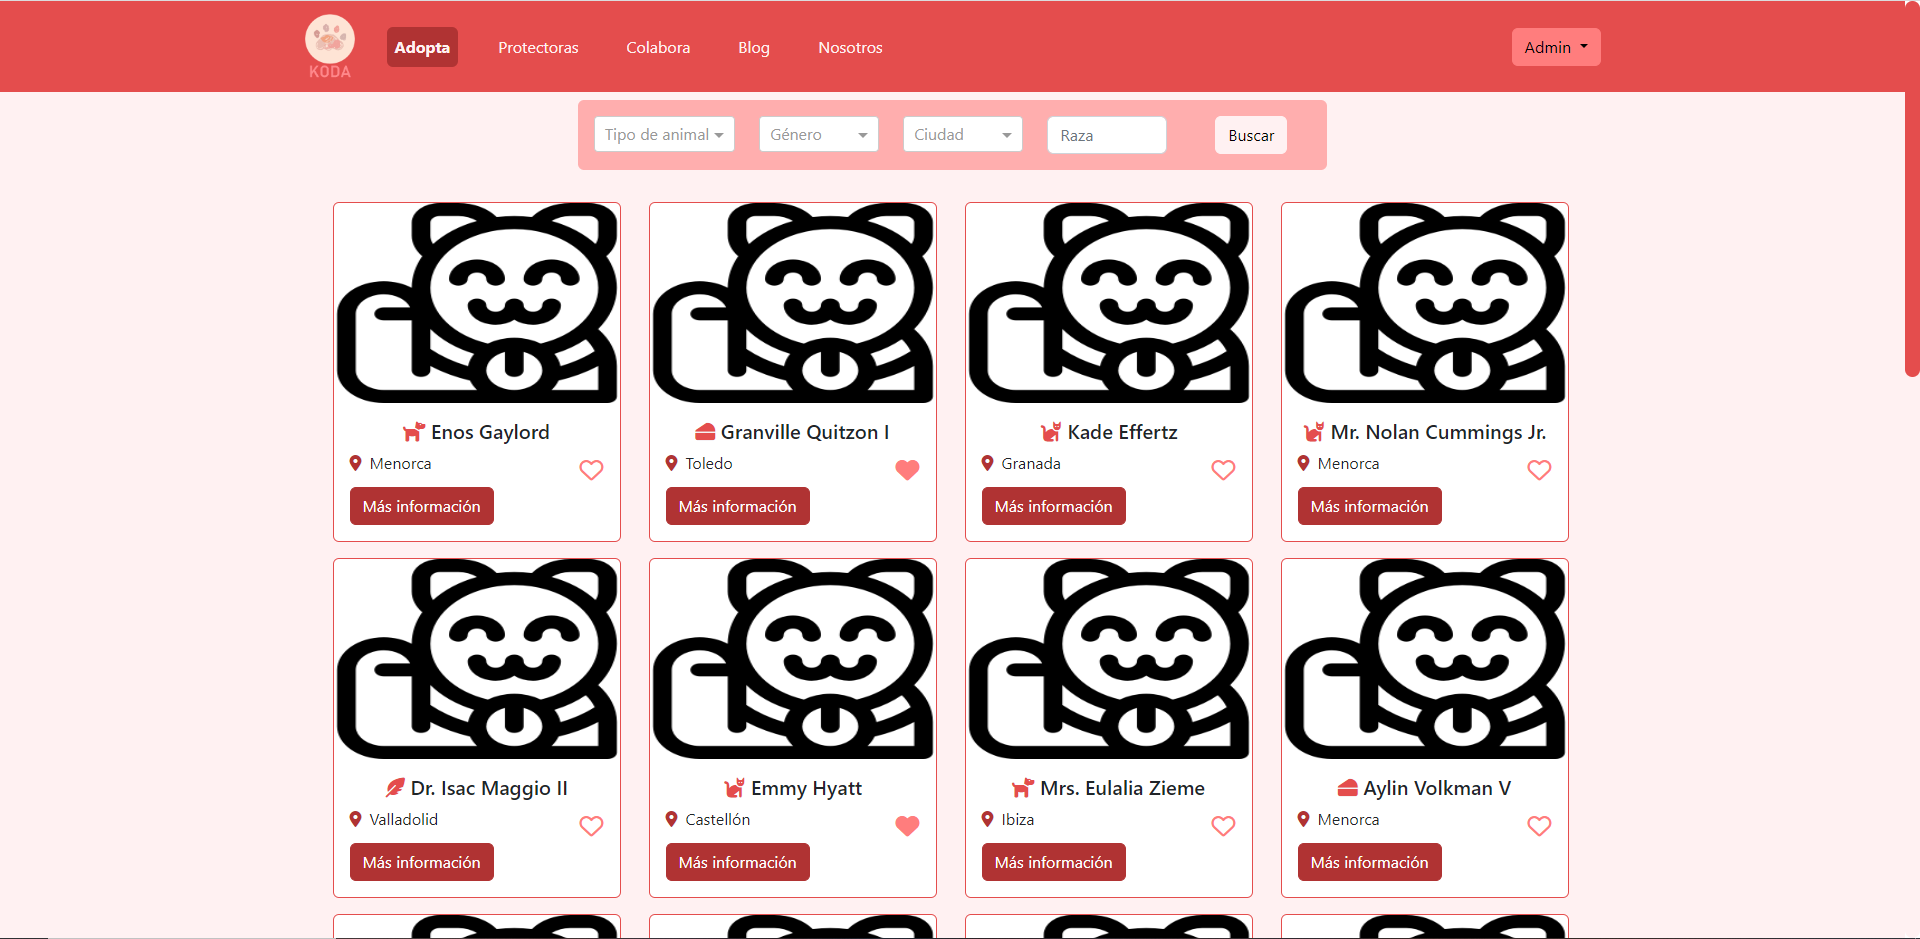 KODA
Adopta Protectoras Colabora Blog Nosotros Admin
Tipo de animal Género Ciudad Raza Buscar
Enos Gaylord
Menorca
Más información
Granville Quitzon I
Toledo
Más información
Kade Effertz
Granada
Más información
Mr. Nolan Cummings Jr.
Menorca
Más información
Dr. Isac Maggio II
Valladolid
Más información
Emmy Hyatt
Castellón
Más información
Mrs. Eulalia Zieme
Ibiza
Más información
Aylin Volkman V
Menorca
Más información